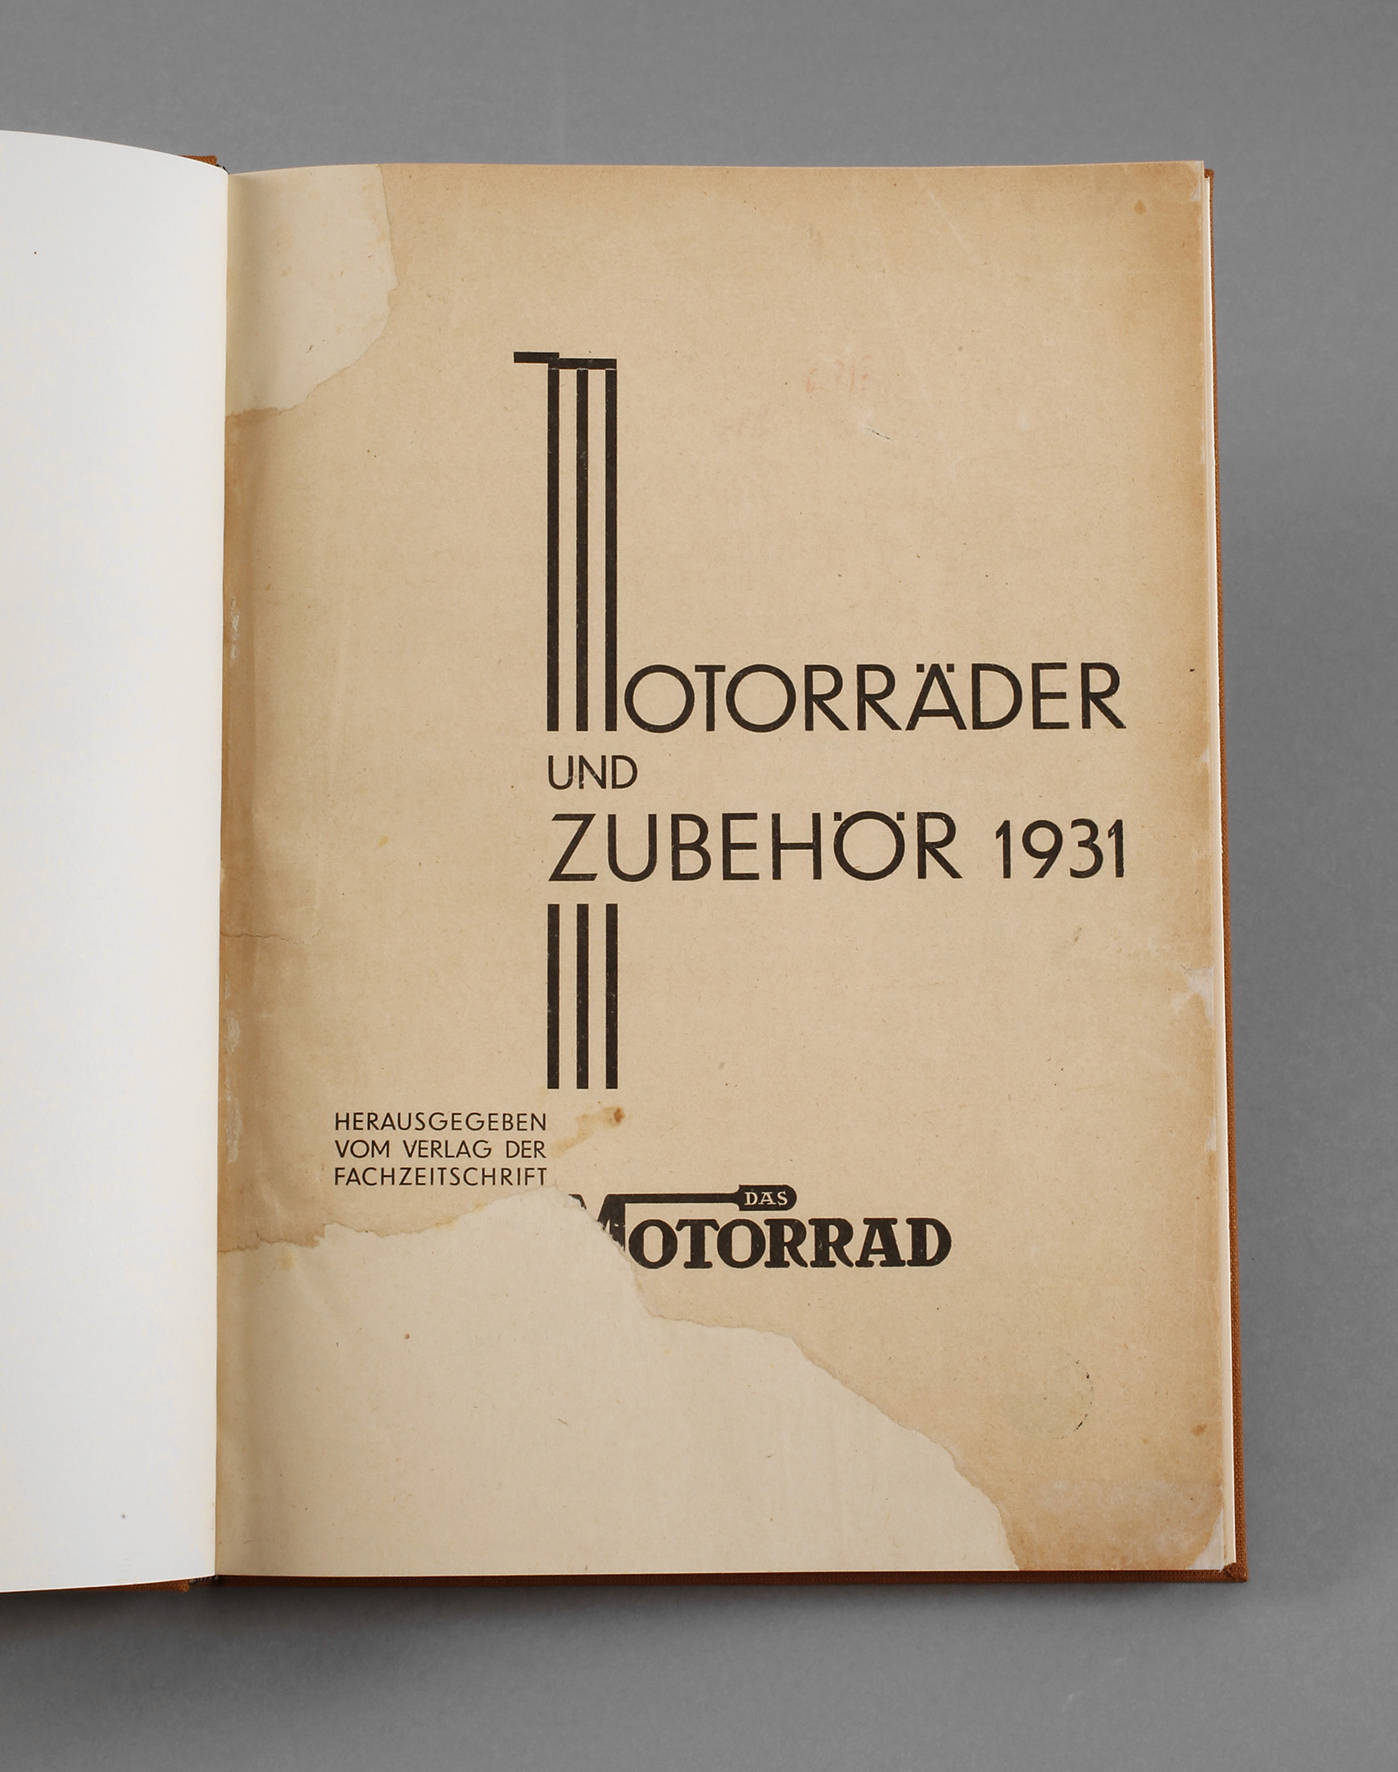 MOTORRÄDER
UND
ZUBEHÖR 1931
HERAUSGEGEBEN
VOM VERLAG DER
FACHZEITSCHRIFT
DAS
MOTORRAD